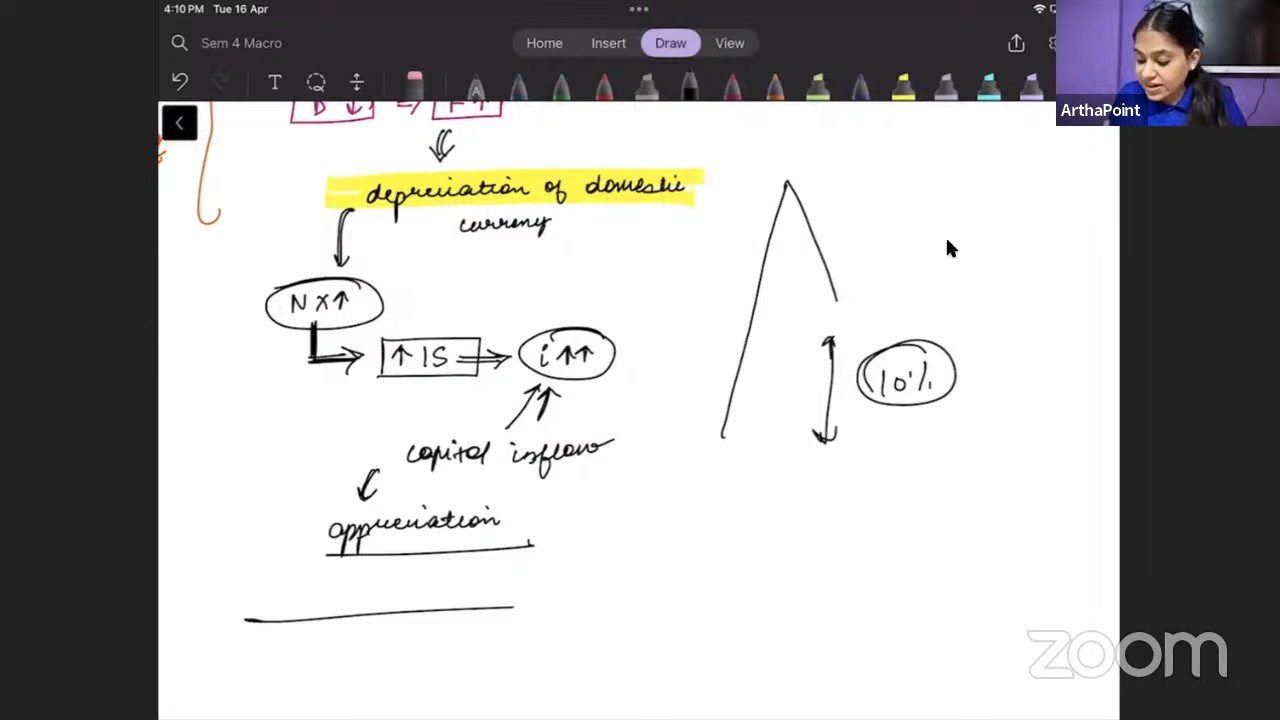 4:10 PM Tue 16 Apr
Sem 4 Macro
Home Insert Draw View
ArthaPoint
depreciation of domestic
currency
NX↑
↑IS ⇒ i↑↑
10%
capital inflow
appreciation
zoom